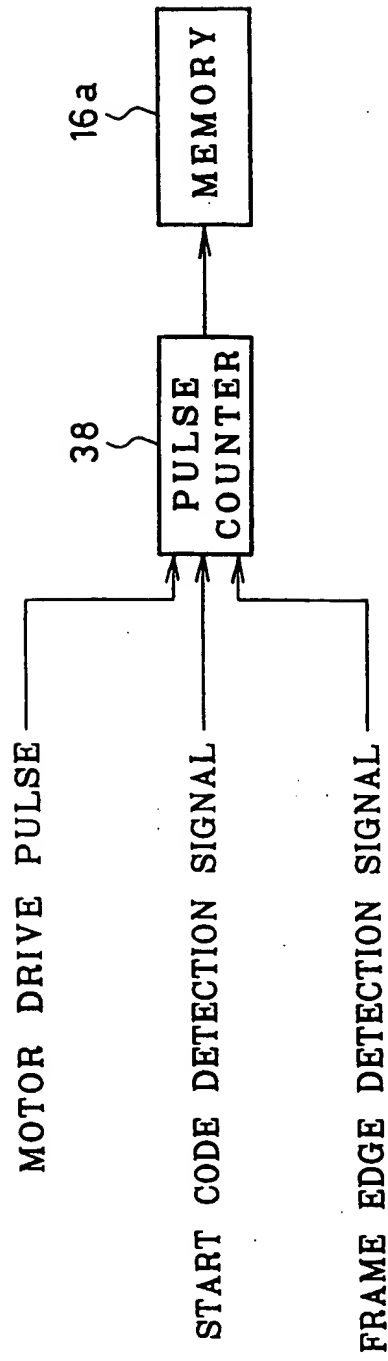 MOTOR DRIVE PULSE
START CODE DETECTION SIGNAL
FRAME EDGE DETECTION SIGNAL
38
PULSE
COUNTER
16a
MEMORY